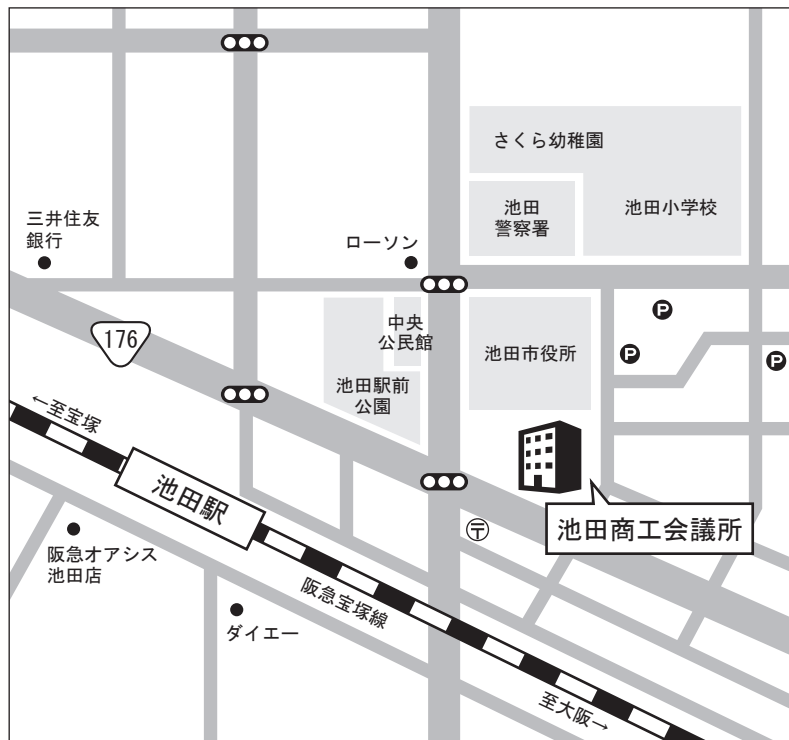 さくら幼稚園
池田
警察署
池田小学校
三井住友
銀行
ローソン
176
中央
公民館
池田市役所
池田駅前
公園
P
P
P
←至宝塚
池田駅
〒
池田商工会議所
阪急オアシス
池田店
阪急宝塚線
ダイエー
至大阪→